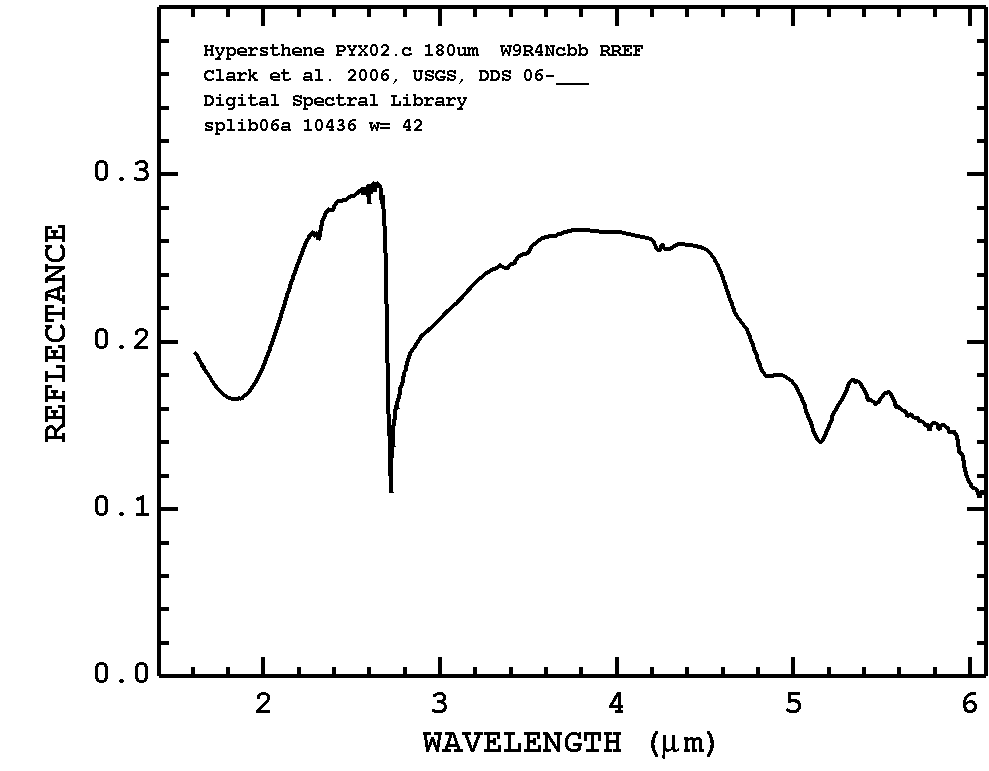 Hypersthene PYX02.c 180um W9R4Ncbb RREF
Clark et al. 2006, USGS, DDS 06-___
Digital Spectral Library
splib06a 10436 w= 42
0.3
0.2
0.1
0.0
REFLECTANCE
2 3 4 5 6
WAVELENGTH (μm)